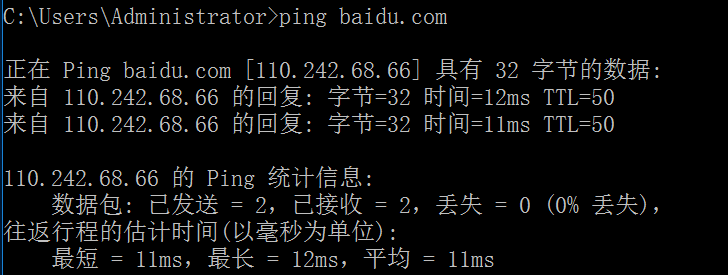 C:\Users\Administrator>ping baidu.com
正在 Ping baidu.com [110.242.68.66] 具有 32 字节的数据:
来自 110.242.68.66 的回复: 字节=32 时间=12ms TTL=50
来自 110.242.68.66 的回复: 字节=32 时间=11ms TTL=50
110.242.68.66 的 Ping 统计信息:
数据包: 已发送 = 2，已接收 = 2，丢失 = 0 (0% 丢失)，
往返行程的估计时间(以毫秒为单位):
最短 = 11ms，最长 = 12ms，平均 = 11ms